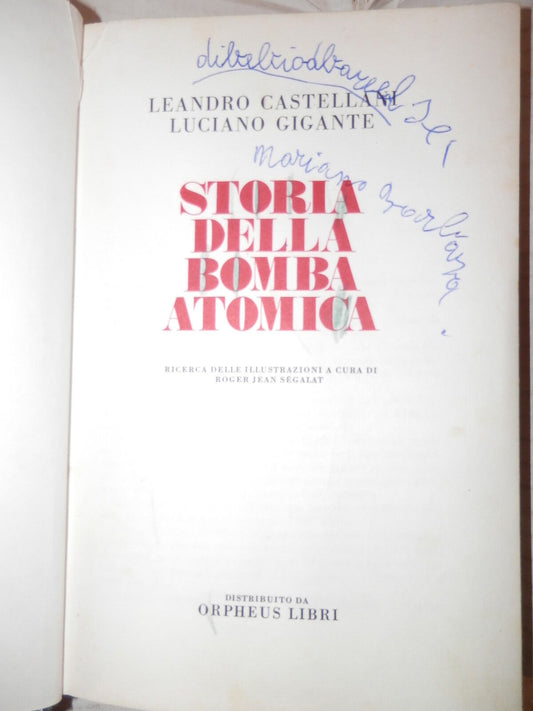 LEANDRO CASTELLANI
LUCIANO GIGANTE
Mariano
STORIA
DELLA
BOMBA
ATOMICA
RICERCA DELLE ILLUSTRAZIONI A CURA DI
ROGER JEAN SÉGALAT
DISTRIBUITO DA
ORPHEUS LIBRI